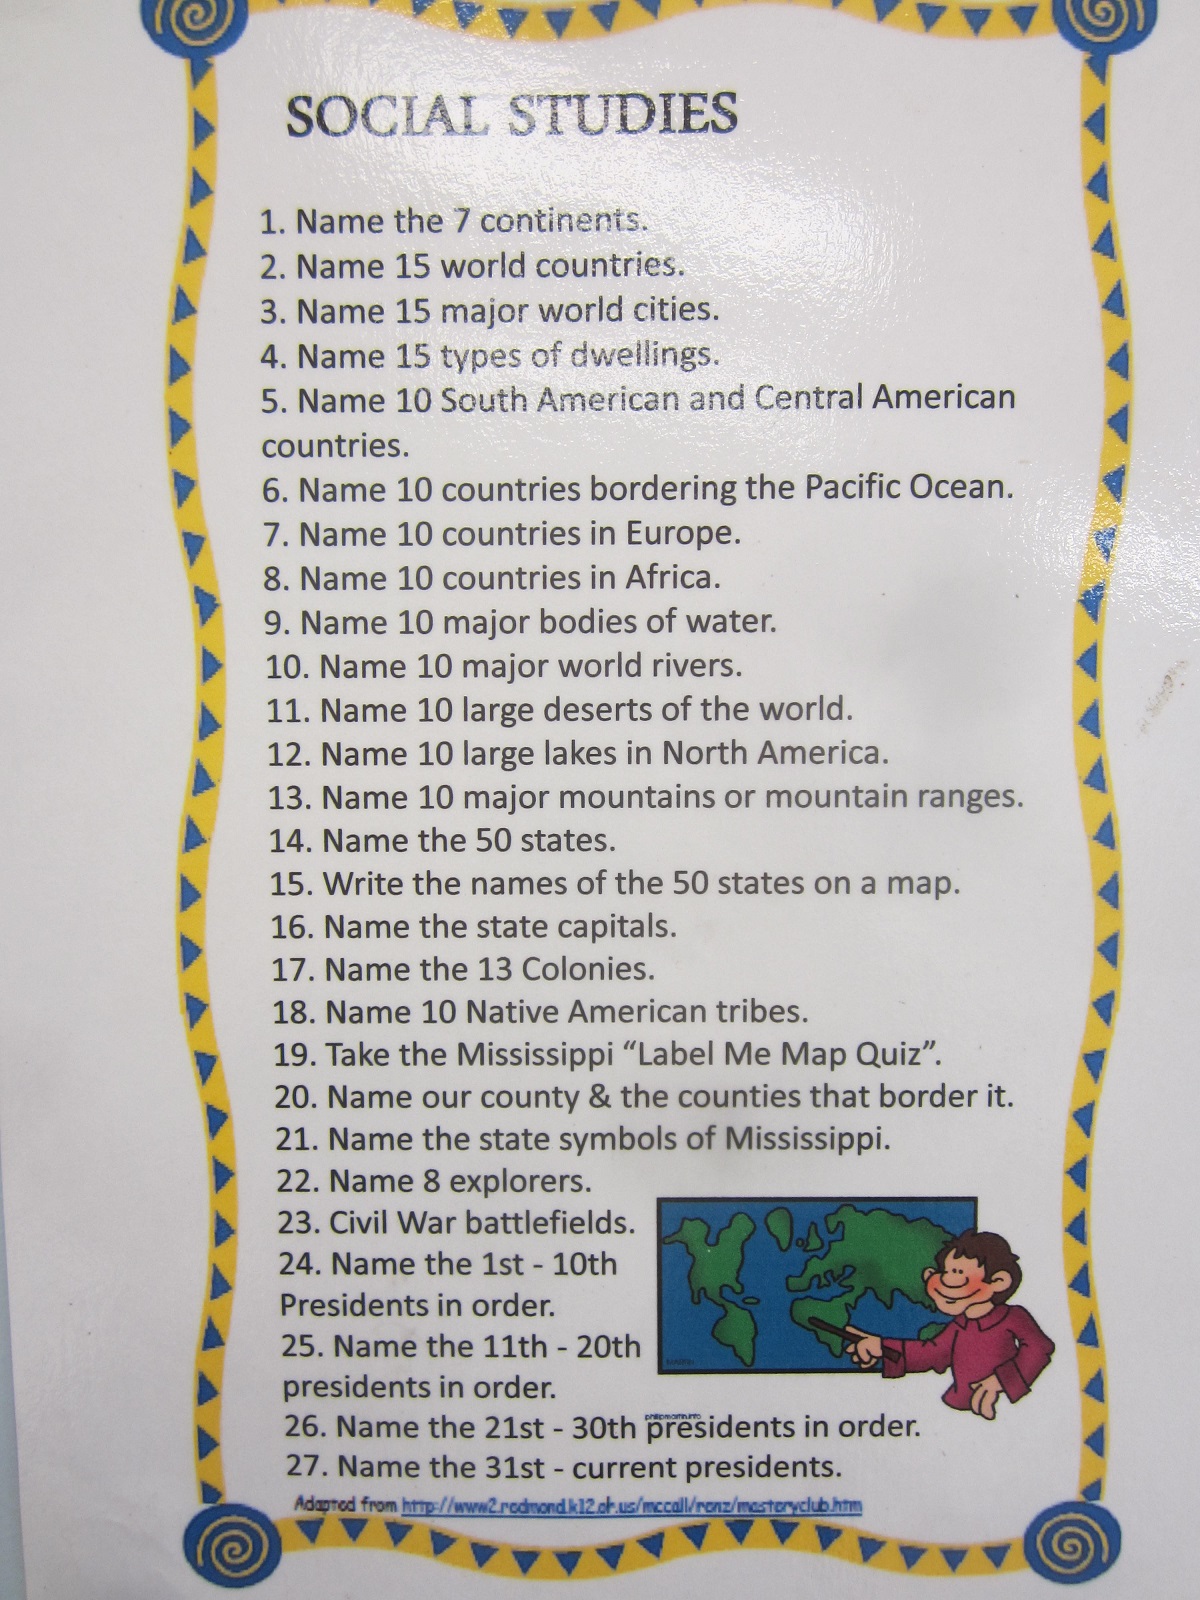 SOCIAL STUDIES
1. Name the 7 continents.
2. Name 15 world countries.
3. Name 15 major world cities.
4. Name 15 types of dwellings.
5. Name 10 South American and Central American
countries.
6. Name 10 countries bordering the Pacific Ocean.
7. Name 10 countries in Europe.
8. Name 10 countries in Africa.
9. Name 10 major bodies of water.
10. Name 10 major world rivers.
11. Name 10 large deserts of the world.
12. Name 10 large lakes in North America.
13. Name 10 major mountains or mountain ranges.
14. Name the 50 states.
15. Write the names of the 50 states on a map.
16. Name the state capitals.
17. Name the 13 Colonies.
18. Name 10 Native American tribes.
19. Take the Mississippi “Label Me Map Quiz”.
20. Name our county & the counties that border it.
21. Name the state symbols of Mississippi.
22. Name 8 explorers.
23. Civil War battlefields.
24. Name the 1st - 10th
Presidents in order.
25. Name the 11th - 20th
presidents in order.
philipmartin.info
26. Name the 21st - 30th presidents in order.
27. Name the 31st - current presidents.
Adapted from http://www2.redmond.k12.or.us/mccall/renz/masteryclub.htm